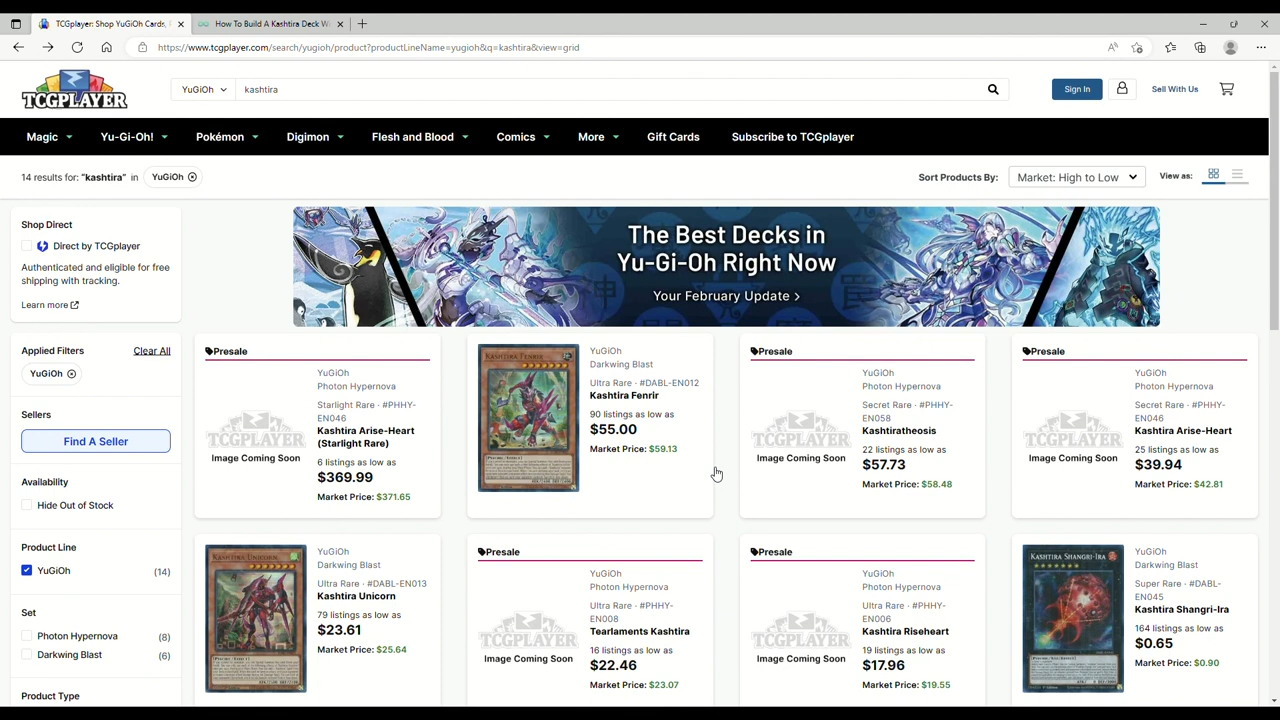 TCGplayer: Shop YuGiOh Cards,
How To Build A Kashtira Deck Wi
https://www.tcgplayer.com/search/yugioh/product?productLineName=yugioh&q=kashtira&view=grid
TCGPLAYER
YuGiOh
kashtira
Sign In
Sell With Us
Magic
Yu-Gi-Oh!
Pokémon
Digimon
Flesh and Blood
Comics
More
Gift Cards
Subscribe to TCGplayer
14 results for: "kashtira" in
YuGiOh
Sort Products By:
Market: High to Low
View as:
Shop Direct
Direct by TCGplayer
Authenticated and eligible for free
shipping with tracking.
Learn more
The Best Decks in
Yu-Gi-Oh Right Now
Your February Update >
Applied Filters
Clear All
YuGiOh
Sellers
Find A Seller
Availability
Hide Out of Stock
Product Line
YuGiOh
(14)
Set
Photon Hypernova
(8)
Darkwing Blast
(6)
Product Type
Presale
TCGPLAYER
Image Coming Soon
YuGiOh
Photon Hypernova
Starlight Rare · #PHHY-
EN046
Kashtira Arise-Heart
(Starlight Rare)
6 listings as low as
$369.99
Market Price: $371.65
KASHTIRA FENRIR
YuGiOh
Darkwing Blast
Ultra Rare · #DABL-EN012
Kashtira Fenrir
90 listings as low as
$55.00
Market Price: $59.13
Presale
TCGPLAYER
Image Coming Soon
YuGiOh
Photon Hypernova
Secret Rare · #PHHY-
EN058
Kashtiratheosis
22 listings as low as
$57.73
Market Price: $58.48
Presale
TCGPLAYER
Image Coming Soon
YuGiOh
Photon Hypernova
Secret Rare · #PHHY-
EN046
Kashtira Arise-Heart
25 listings as low as
$39.94
Market Price: $42.81
KASHTIRA UNICORN
YuGiOh
Darkwing Blast
Ultra Rare · #DABL-EN013
Kashtira Unicorn
79 listings as low as
$23.61
Market Price: $25.64
Presale
TCGPLAYER
Image Coming Soon
YuGiOh
Photon Hypernova
Ultra Rare · #PHHY-
EN008
Tearlaments Kashtira
16 listings as low as
$22.46
Market Price: $23.07
Presale
TCGPLAYER
Image Coming Soon
YuGiOh
Photon Hypernova
Ultra Rare · #PHHY-
EN006
Kashtira Riseheart
19 listings as low as
$17.96
Market Price: $19.55
KASHTIRA SHANGRI-IRA
YuGiOh
Darkwing Blast
Super Rare · #DABL-
EN045
Kashtira Shangri-Ira
164 listings as low as
$0.65
Market Price: $0.90